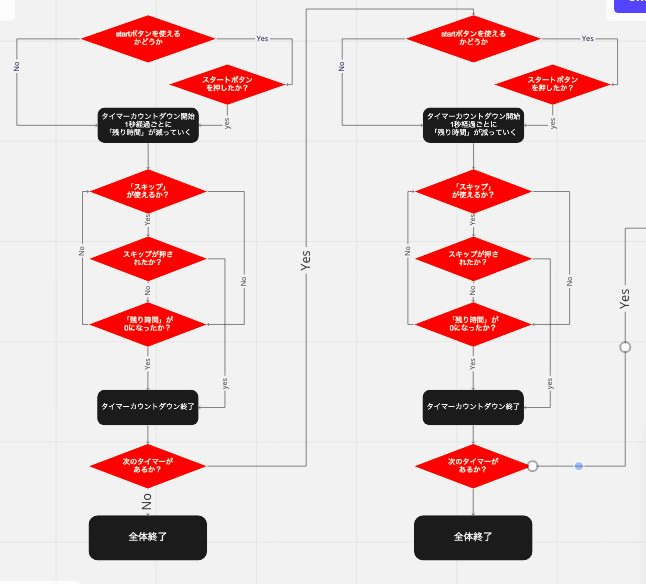 startボタンを使える
かどうか
Yes
No
スタートボタン
を押したか？
yes
タイマーカウントダウン開始
1秒経過ごとに
「残り時間」が減っていく
「スキップ」
が使えるか？
Yes
スキップが押さ
れたか？
No
No
No
「残り時間」が
0になったか？
Yes
yes
タイマーカウントダウン終了
次のタイマーが
あるか？
Yes
No
全体終了
startボタンを使える
かどうか
Yes
No
スタートボタン
を押したか？
yes
タイマーカウントダウン開始
1秒経過ごとに
「残り時間」が減っていく
「スキップ」
が使えるか？
Yes
スキップが押さ
れたか？
No
No
No
「残り時間」が
0になったか？
Yes
yes
タイマーカウントダウン終了
次のタイマーが
あるか？
Yes
全体終了